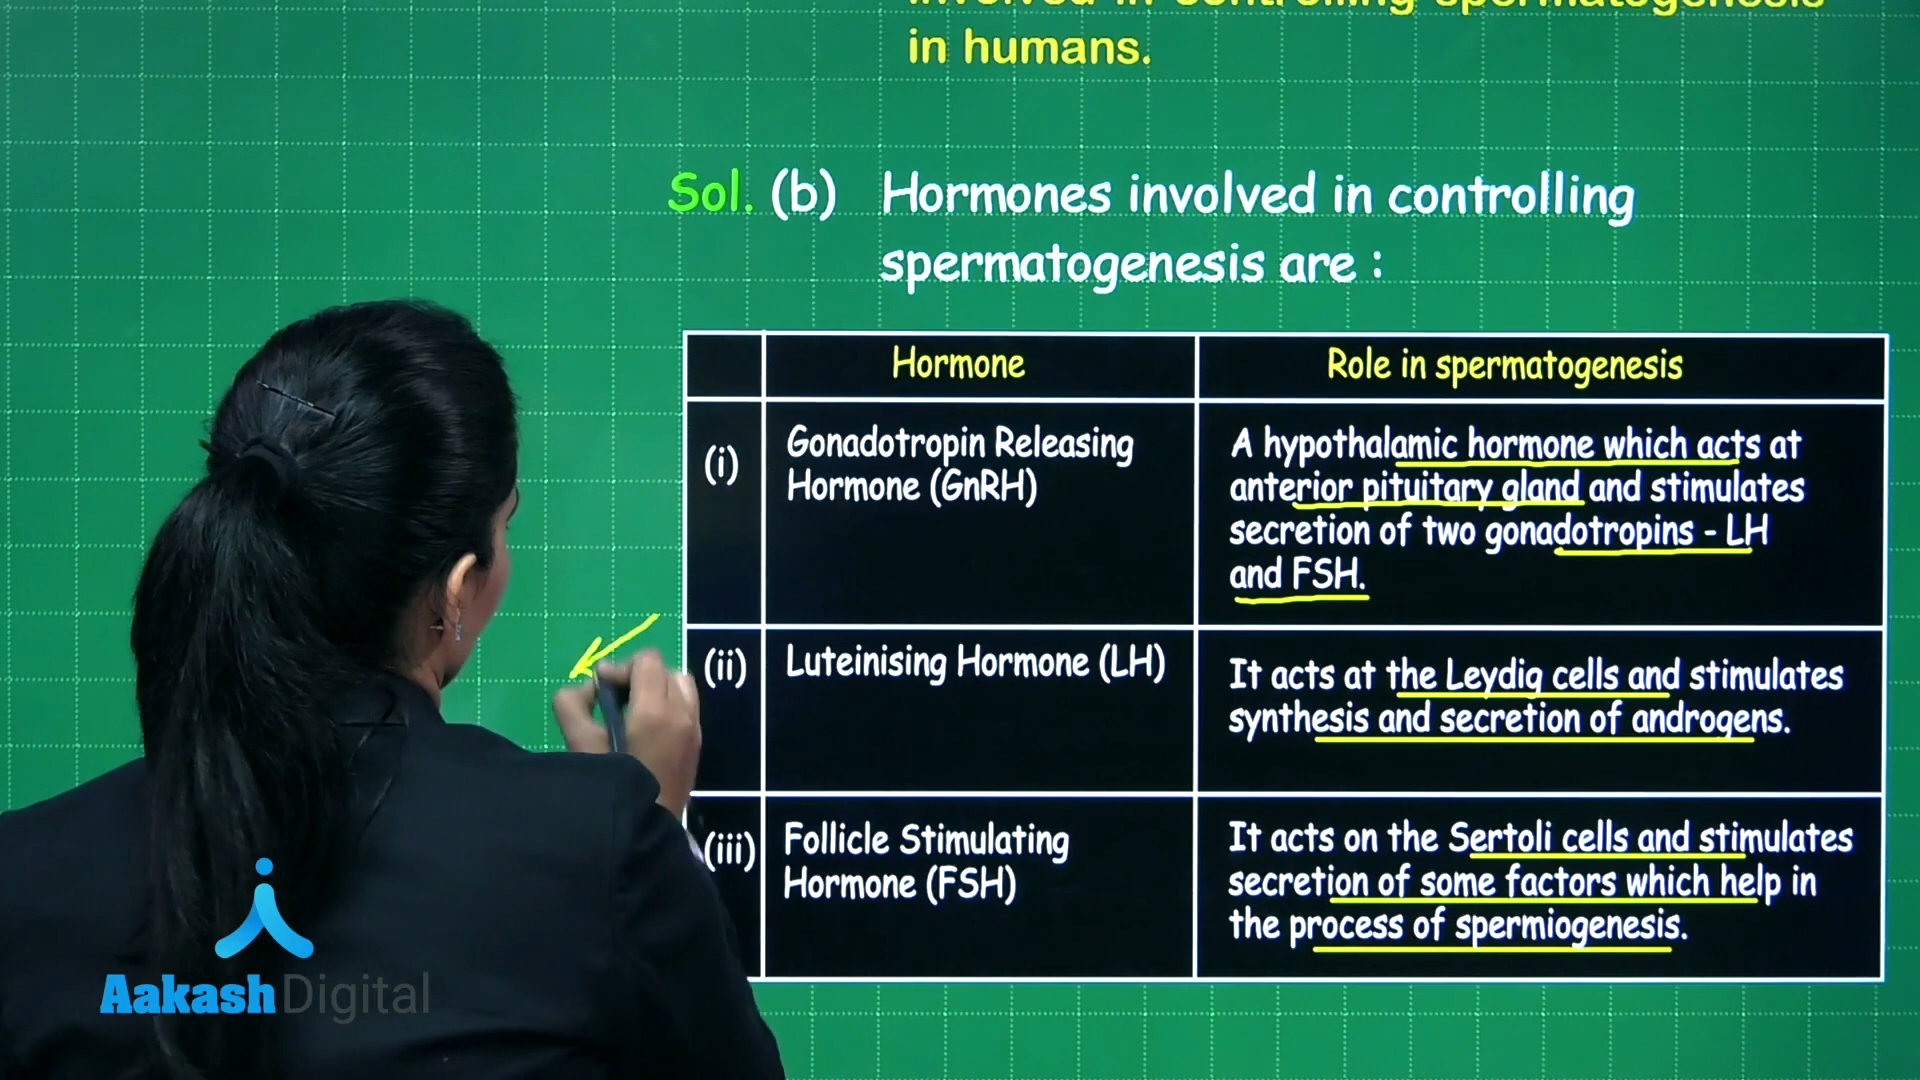 involved in controlling spermatogenesis
in humans.
Sol. (b) Hormones involved in controlling
spermatogenesis are :
Hormone
Role in spermatogenesis
(i)
Gonadotropin Releasing
Hormone (GnRH)
A hypothalamic hormone which acts at
anterior pituitary gland and stimulates
secretion of two gonadotropins - LH
and FSH.
(ii)
Luteinising Hormone (LH)
It acts at the Leydig cells and stimulates
synthesis and secretion of androgens.
(iii)
Follicle Stimulating
Hormone (FSH)
It acts on the Sertoli cells and stimulates
secretion of some factors which help in
the process of spermiogenesis.
Aakash Digital